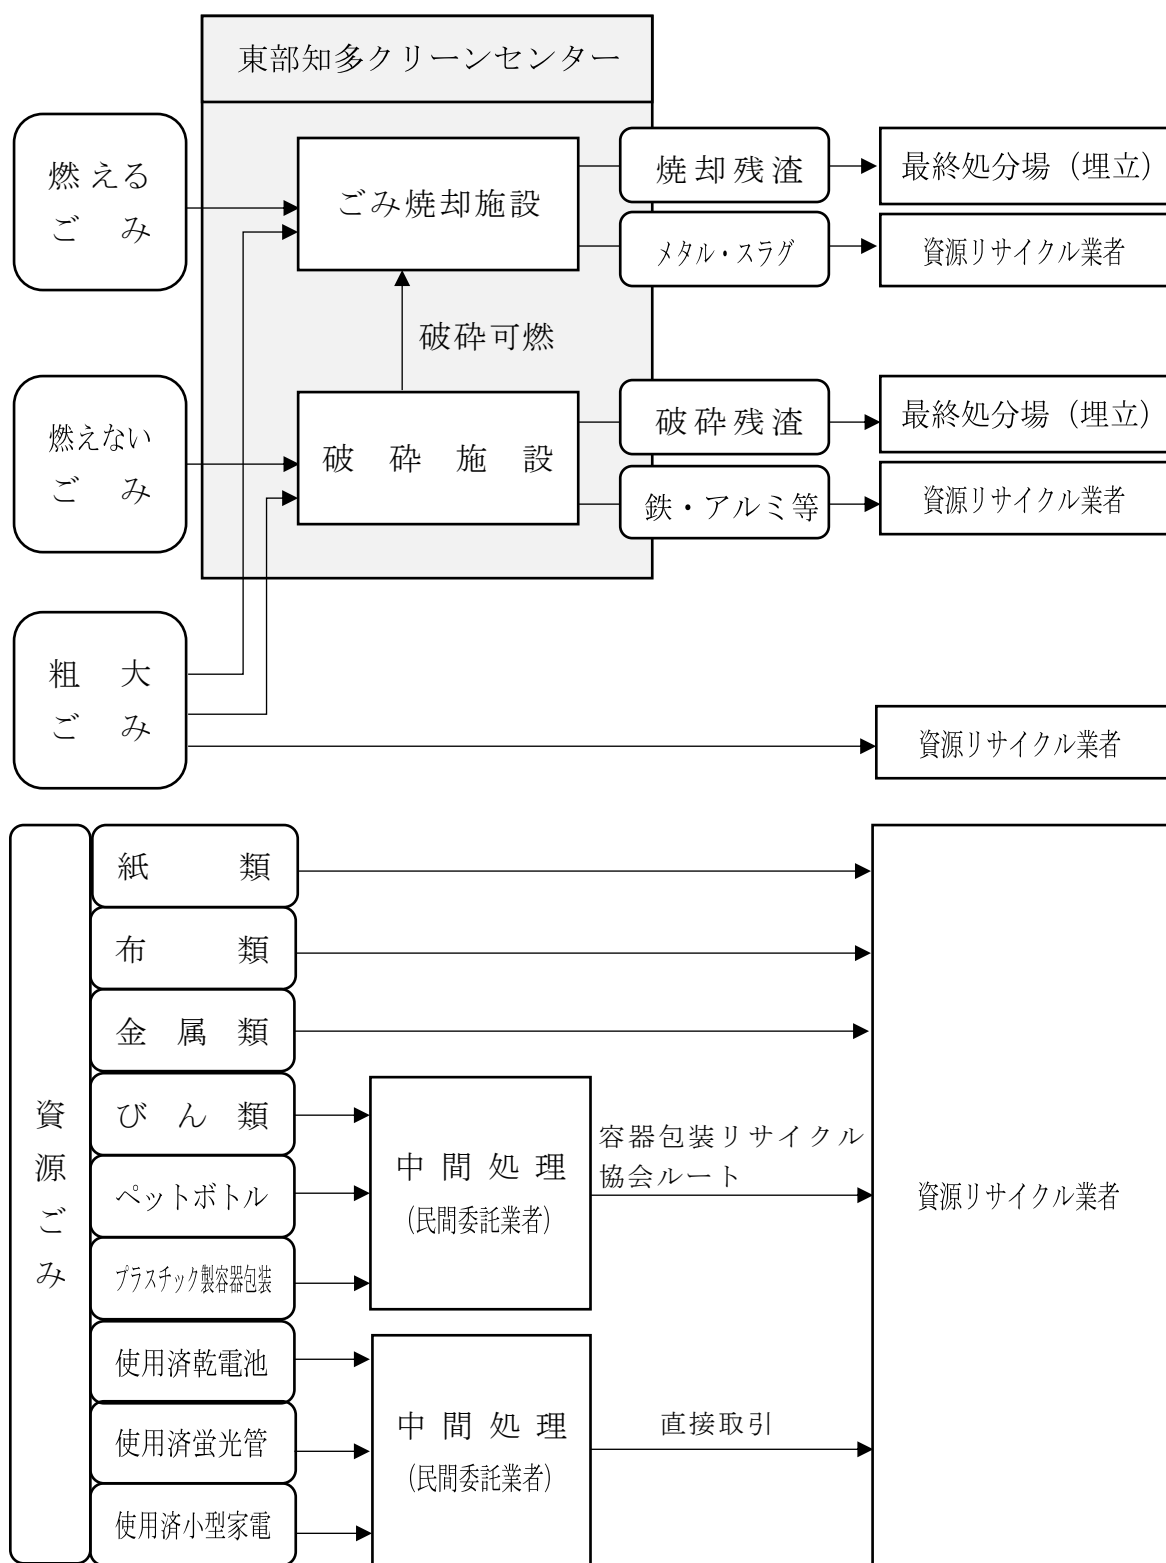 東部知多クリーンセンター
燃える
ごみ
ごみ焼却施設
焼却残渣
最終処分場（埋立）
メタル・スラグ
資源リサイクル業者
破砕可燃
燃えない
ごみ
破砕施設
破砕残渣
最終処分場（埋立）
鉄・アルミ等
資源リサイクル業者
粗大
ごみ
資源リサイクル業者
資源ごみ
紙類
布類
金属類
びん類
ペットボトル
プラスチック製容器包装
中間処理
（民間委託業者）
容器包装リサイクル
協会ルート
資源リサイクル業者
使用済乾電池
使用済蛍光管
使用済小型家電
中間処理
（民間委託業者）
直接取引